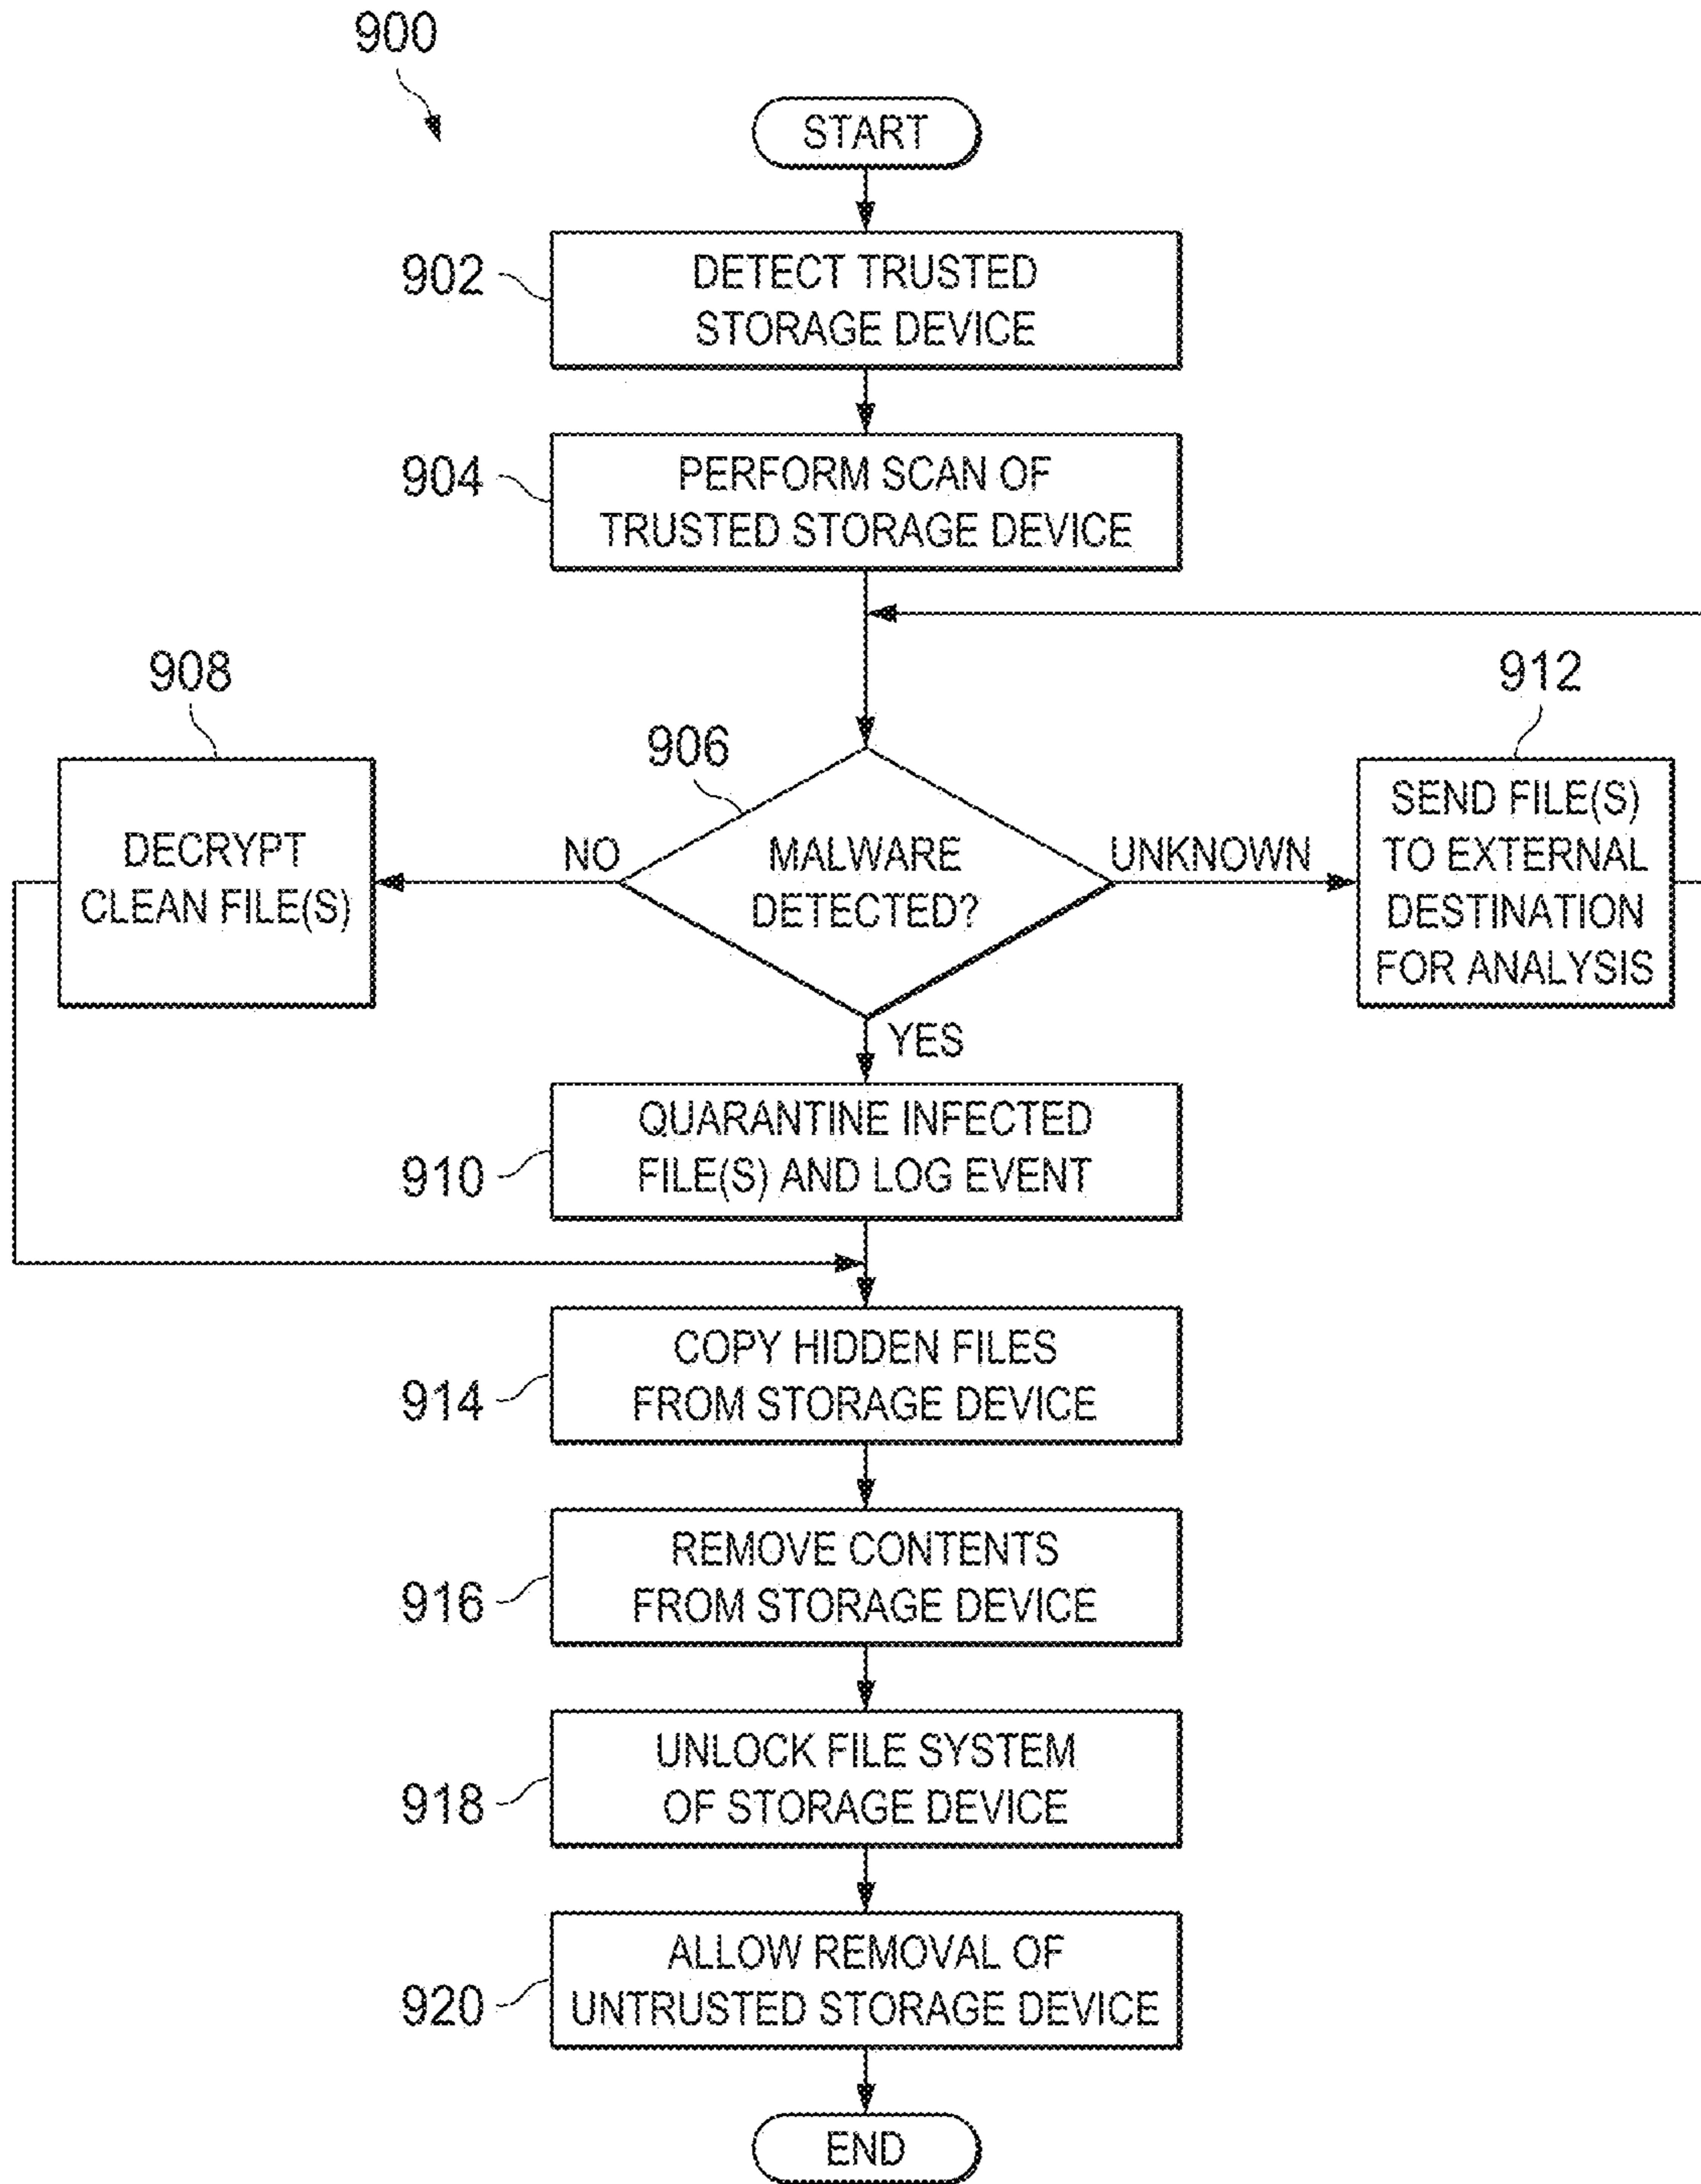 900
START
902
DETECT TRUSTED
STORAGE DEVICE
904
PERFORM SCAN OF
TRUSTED STORAGE DEVICE
908
DECRYPT
CLEAN FILE(S)
NO
906
MALWARE
DETECTED?
UNKNOWN
912
SEND FILE(S)
TO EXTERNAL
DESTINATION
FOR ANALYSIS
YES
910
QUARANTINE INFECTED
FILE(S) AND LOG EVENT
914
COPY HIDDEN FILES
FROM STORAGE DEVICE
916
REMOVE CONTENTS
FROM STORAGE DEVICE
918
UNLOCK FILE SYSTEM
OF STORAGE DEVICE
920
ALLOW REMOVAL OF
UNTRUSTED STORAGE DEVICE
END